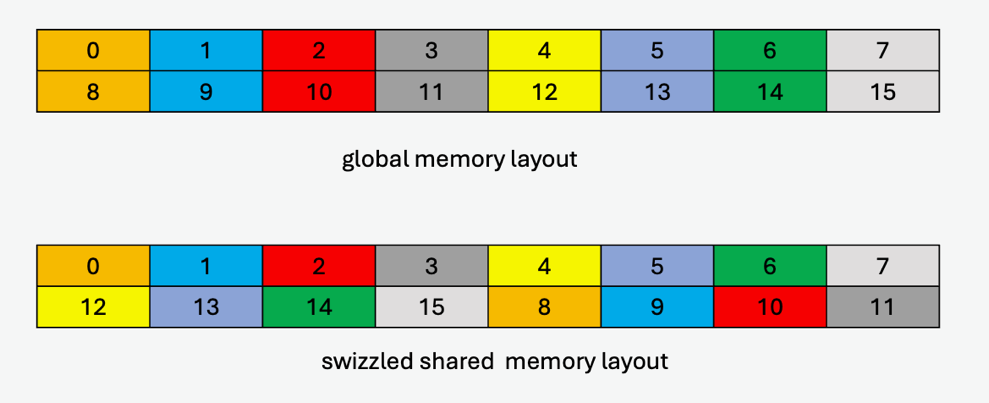 0 1 2 3 4 5 6 7
8 9 10 11 12 13 14 15
global memory layout
0 1 2 3 4 5 6 7
12 13 14 15 8 9 10 11
swizzled shared memory layout